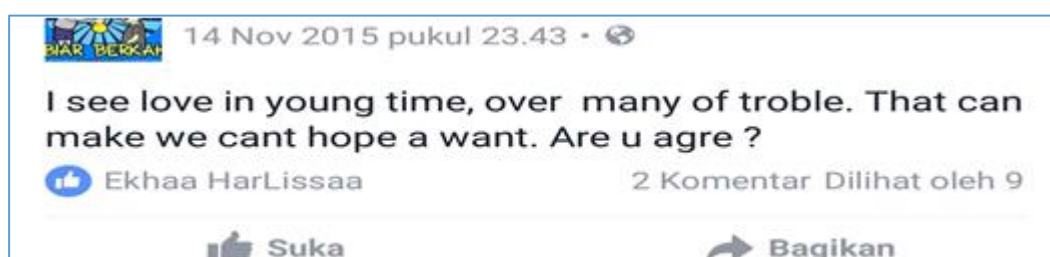 BIAR BERKAH
14 Nov 2015 pukul 23.43 •
I see love in young time, over many of troble. That can
make we cant hope a want. Are u agre ?
Ekhaa HarLissaa 2 Komentar Dilihat oleh 9
Suka Bagikan